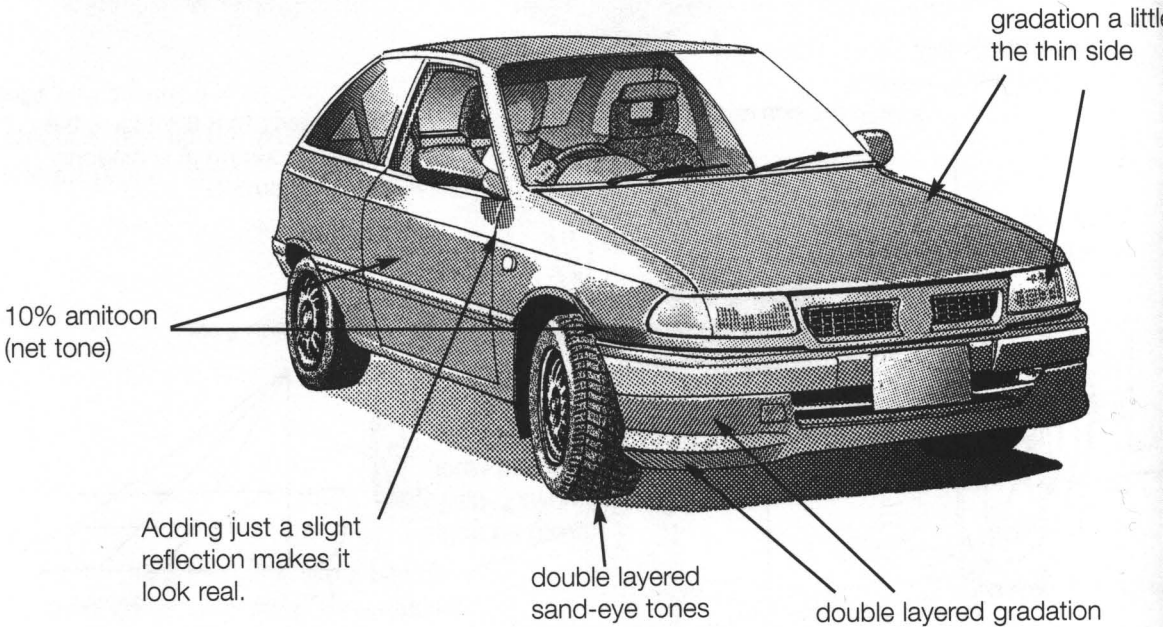 gradation a little
the thin side
10% amitoon
(net tone)
Adding just a slight
reflection makes it
look real.
double layered
sand-eye tones
double layered gradation